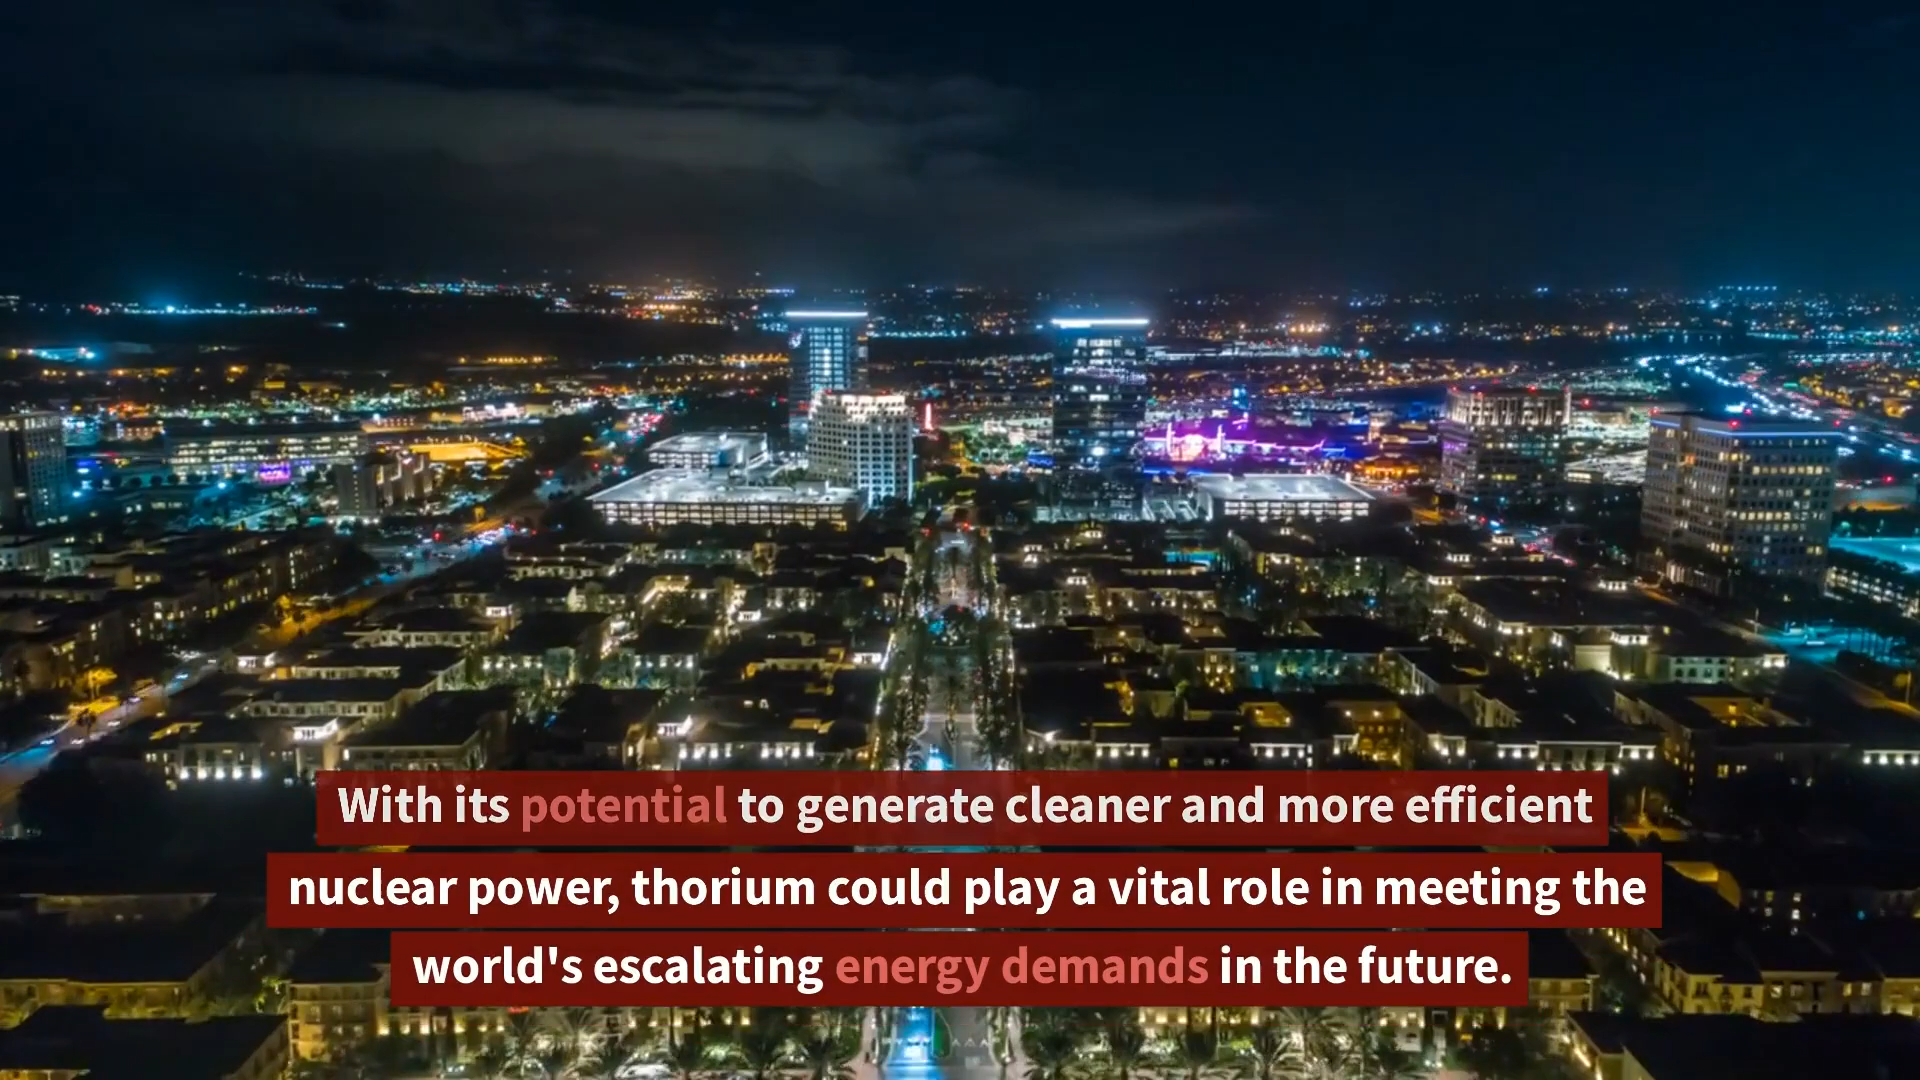 With its potential to generate cleaner and more efficient
nuclear power, thorium could play a vital role in meeting the
world's escalating energy demands in the future.